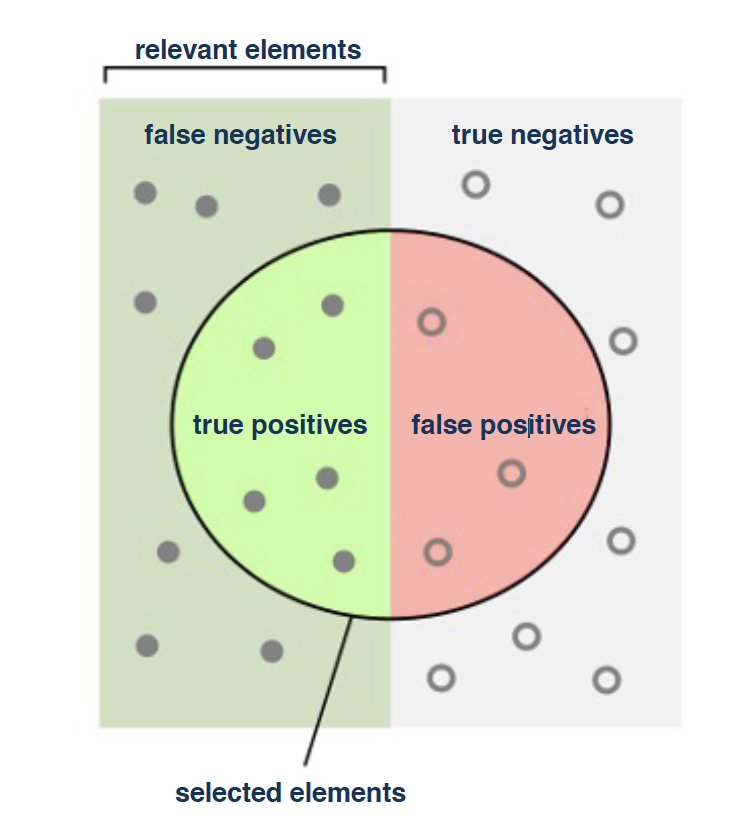 relevant elements
false negatives
true negatives
true positives
false positives
selected elements